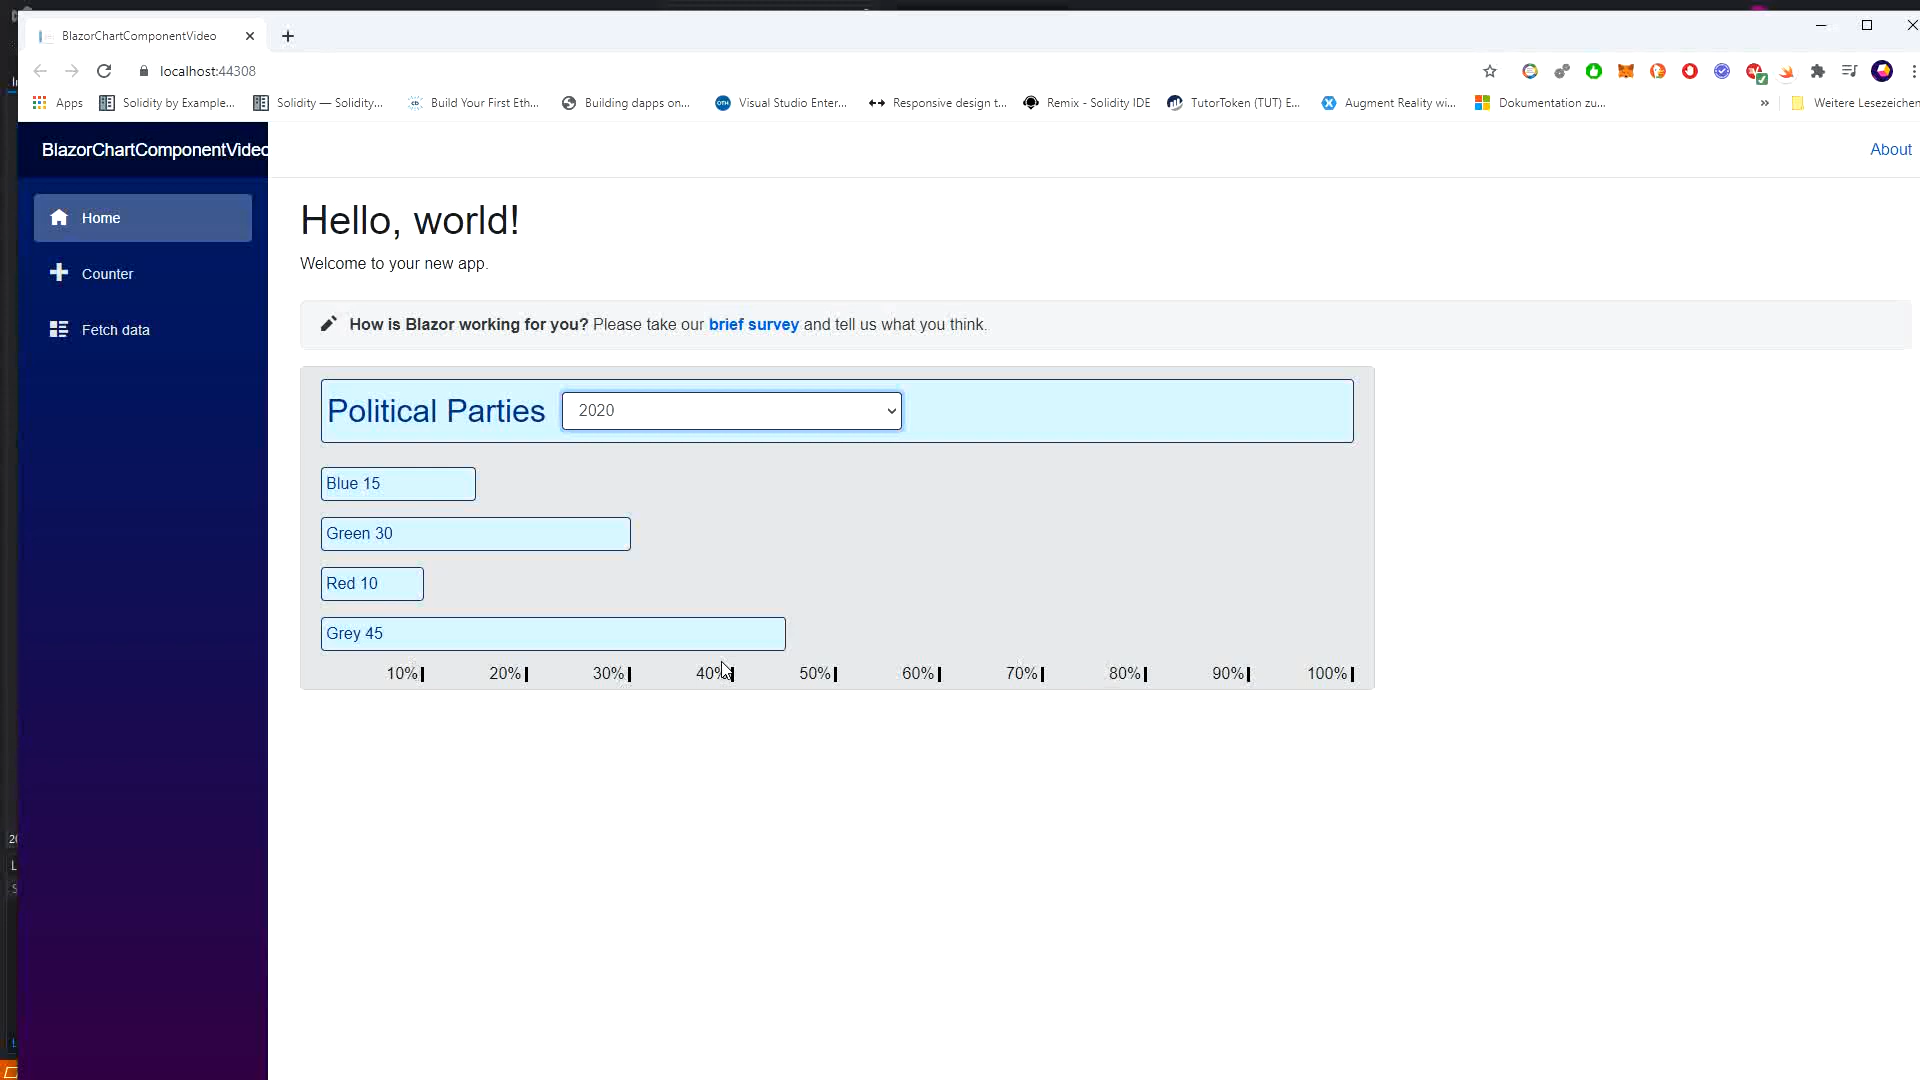 BlazorChartComponentVideo
localhost:44308
Apps Solidity by Example... Solidity — Solidity... Build Your First Eth... Building dapps on... Visual Studio Enter... Responsive design t... Remix - Solidity IDE TutorToken (TUT) E... Augment Reality wi... Dokumentation zu... » Weitere Lesezeichen
BlazorChartComponentVideo
About
Home
Counter
Fetch data
Hello, world!
Welcome to your new app.
How is Blazor working for you? Please take our brief survey and tell us what you think.
Political Parties 2020
Blue 15
Green 30
Red 10
Grey 45
10% 20% 30% 40% 50% 60% 70% 80% 90% 100%